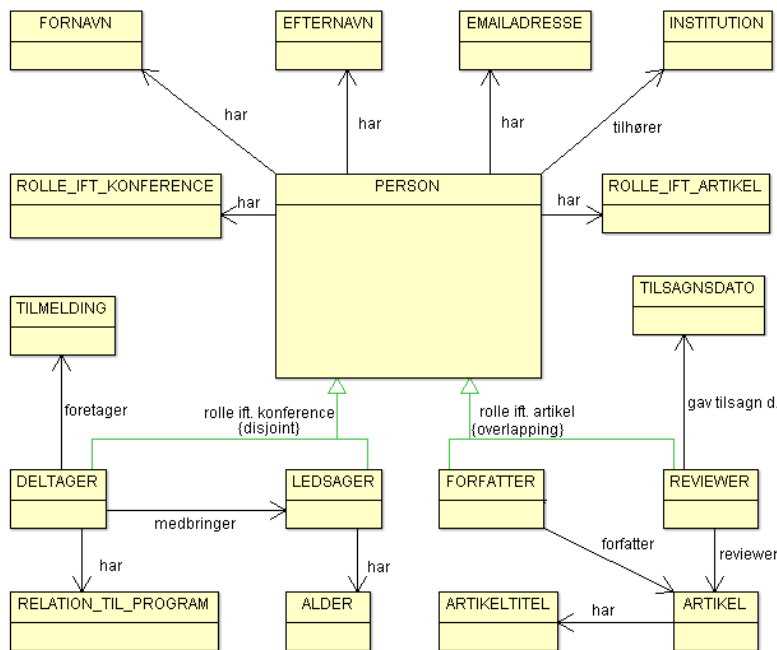 FORNAVN
EFTERNAVN
EMAILADRESSE
INSTITUTION
har
har
har
tilhører
ROLLE_IFT_KONFERENCE
har
PERSON
har
ROLLE_IFT_ARTIKEL
TILMELDING
TILSAGNSDATO
foretager
rolle ift. konference
{disjoint}
rolle ift. artikel
{overlapping}
gav tilsagn d.
DELTAGER
LEDSAGER
FORFATTER
REVIEWER
medbringer
har
har
forfatter
reviewer
RELATION_TIL_PROGRAM
ALDER
ARTIKELTITEL
har
ARTIKEL